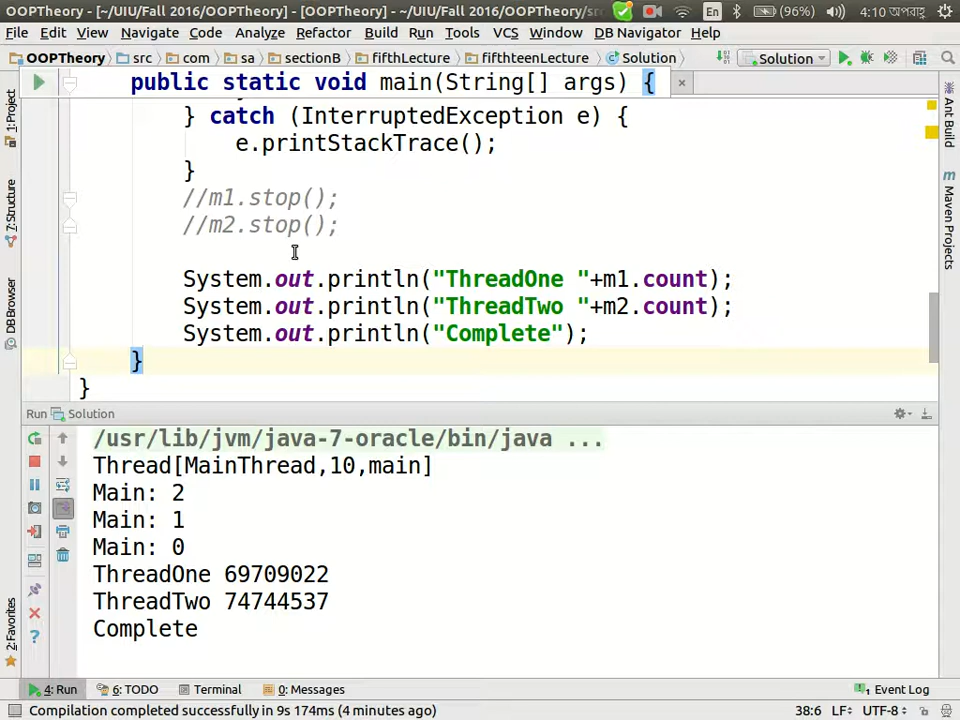 OOPTheory - [~/UIU/Fall 2016/OOPTheory] - [OOPTheory] - ~/UIU/Fall 2016/OOPTheory/sr
En (96%) 4:10 অপরাহ্ণ
File Edit View Navigate Code Analyze Refactor Build Run Tools VCS Window DB Navigator Help
OOPTheory src com sa sectionB fifthLecture fifthteenLecture Solution Solution
public static void main(String[] args) {
} catch (InterruptedException e) {
e.printStackTrace();
}
//m1.stop();
//m2.stop();
System.out.println("ThreadOne "+m1.count);
System.out.println("ThreadTwo "+m2.count);
System.out.println("Complete");
}
}
1: Project
7: Structure
DB Browser
2: Favorites
Ant Build
Maven Projects
Run Solution
/usr/lib/jvm/java-7-oracle/bin/java ...
Thread[MainThread,10,main]
Main: 2
Main: 1
Main: 0
ThreadOne 69709022
ThreadTwo 74744537
Complete
4: Run 6: TODO Terminal 0: Messages 1 Event Log
Compilation completed successfully in 9s 174ms (4 minutes ago) 38:6 LF÷ UTF-8÷